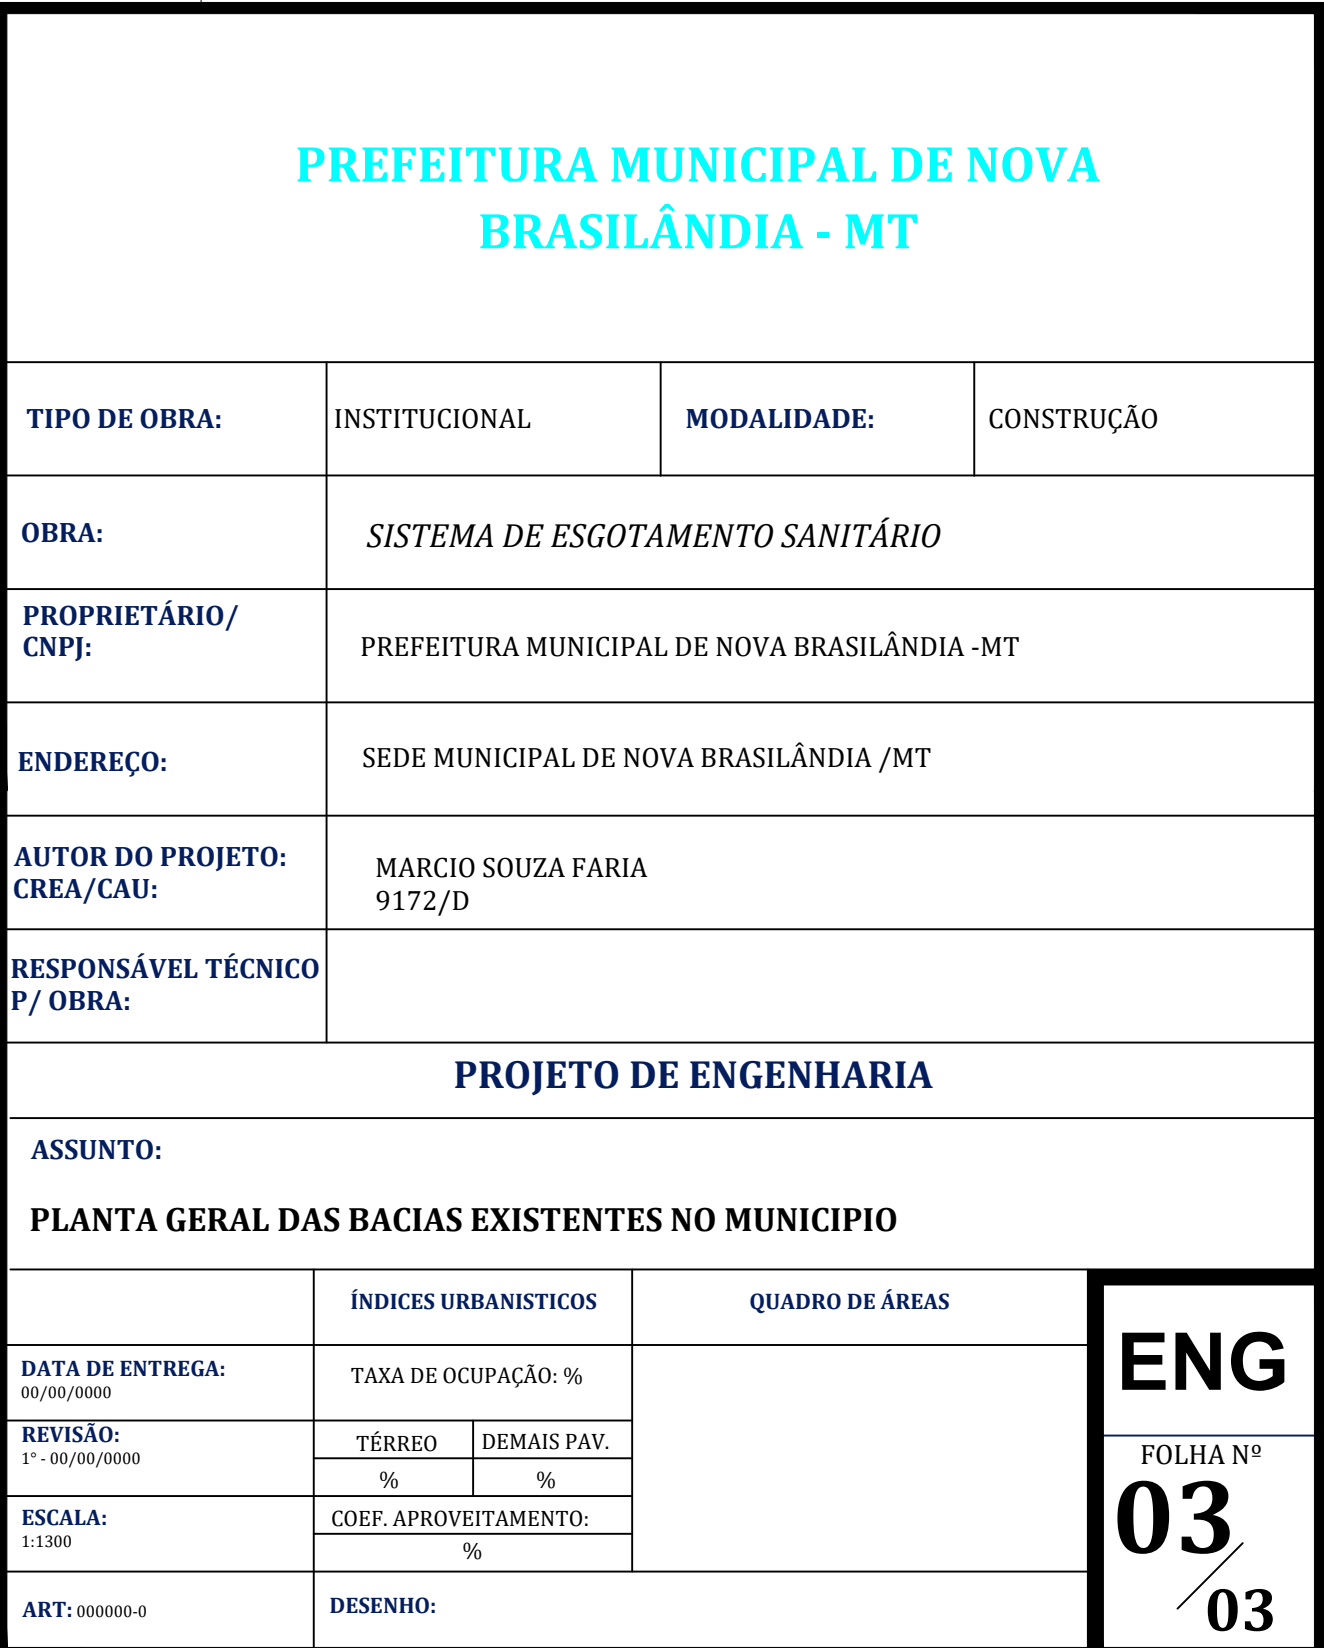 PREFEITURA MUNICIPAL DE NOVA
BRASILÂNDIA - MT
TIPO DE OBRA: INSTITUCIONAL MODALIDADE: CONSTRUÇÃO
OBRA: SISTEMA DE ESGOTAMENTO SANITÁRIO
PROPRIETÁRIO/
CNPJ: PREFEITURA MUNICIPAL DE NOVA BRASILÂNDIA -MT
ENDEREÇO: SEDE MUNICIPAL DE NOVA BRASILÂNDIA /MT
AUTOR DO PROJETO: MARCIO SOUZA FARIA
CREA/CAU: 9172/D
RESPONSÁVEL TÉCNICO
P/ OBRA:
PROJETO DE ENGENHARIA
ASSUNTO:
PLANTA GERAL DAS BACIAS EXISTENTES NO MUNICIPIO
ÍNDICES URBANISTICOS QUADRO DE ÁREAS
DATA DE ENTREGA:
00/00/0000
TAXA DE OCUPAÇÃO: %
REVISÃO:
1° - 00/00/0000
TÉRREO DEMAIS PAV.
% %
ESCALA:
1:1300
COEF. APROVEITAMENTO:
%
ART: 000000-0
DESENHO:
ENG
FOLHA Nº
03
03